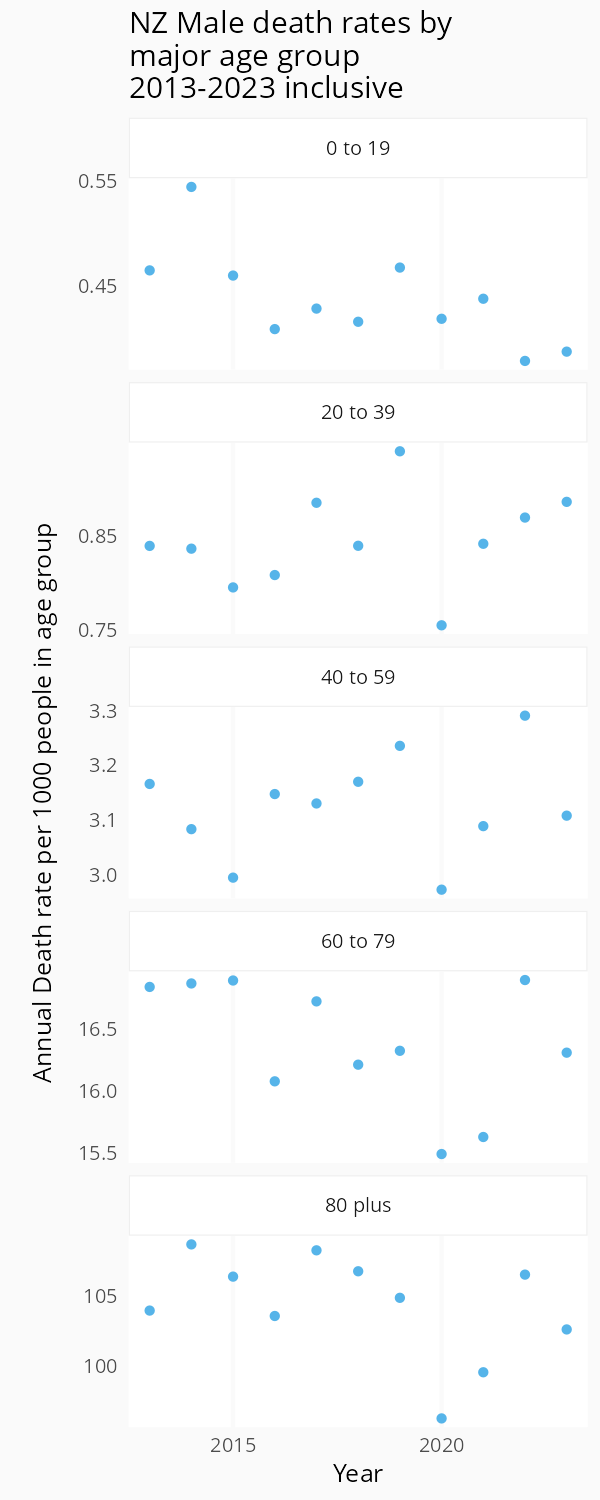 NZ Male death rates by
major age group
2013-2023 inclusive
0 to 19
0.55
0.45
20 to 39
0.85
0.75
40 to 59
3.3
3.2
3.1
3.0
60 to 79
16.5
16.0
15.5
80 plus
105
100
2015 2020
Year
Annual Death rate per 1000 people in age group